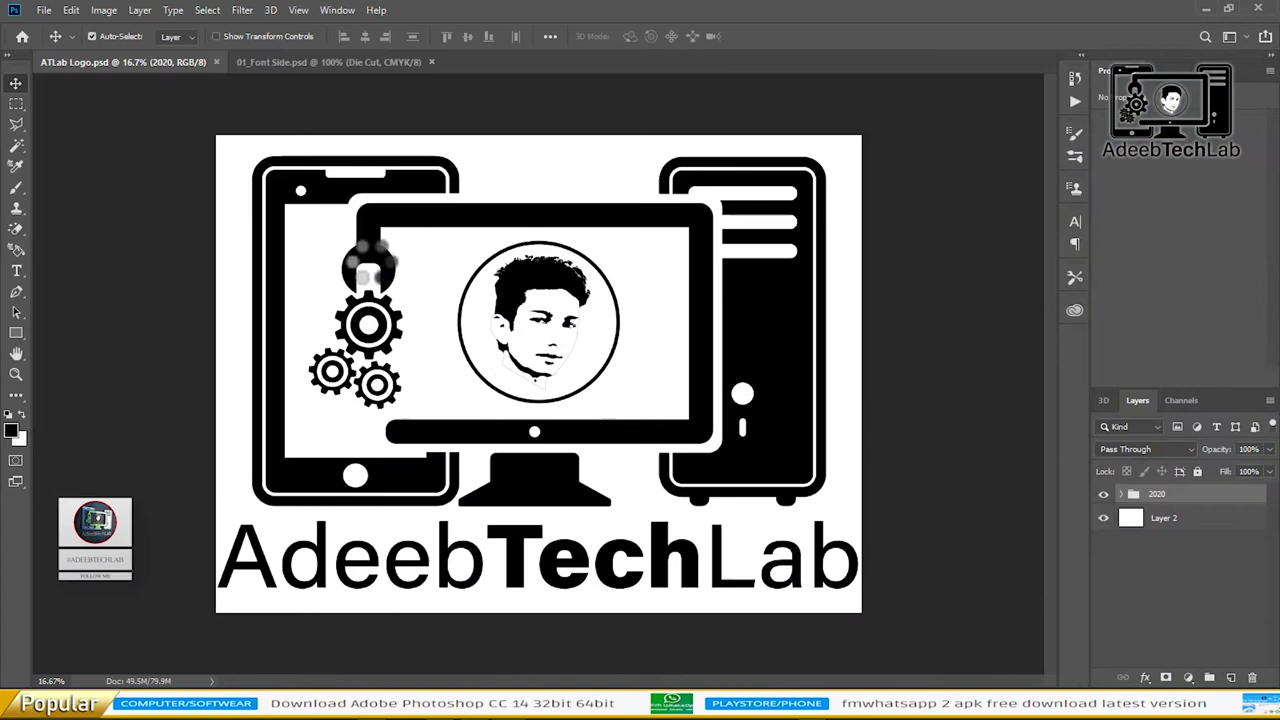 Ps File Edit Image Layer Type Select Filter 3D View Window Help
Auto-Select: Layer Show Transform Controls 3D Mode:
ATLab Logo.psd @ 16.7% (2020, RGB/8) × 01_Font Side.psd @ 100% (Die Cut, CMYK/8) ×
AdeebTechLab
3D Layers Channels
Kind
Pass Through Opacity: 100%
Lock: Fill: 100%
2020
Layer 2
#ADEEBTECHLAB
FOLLOW ME
AdeebTechLab
16.67% Doc: 49.5M/79.9M
Popular COMPUTER/SOFTWEAR Download Adobe Photoshop CC 14 32bit 64bit PLAYSTORE/PHONE fmwhatsapp 2 apk free download latest version